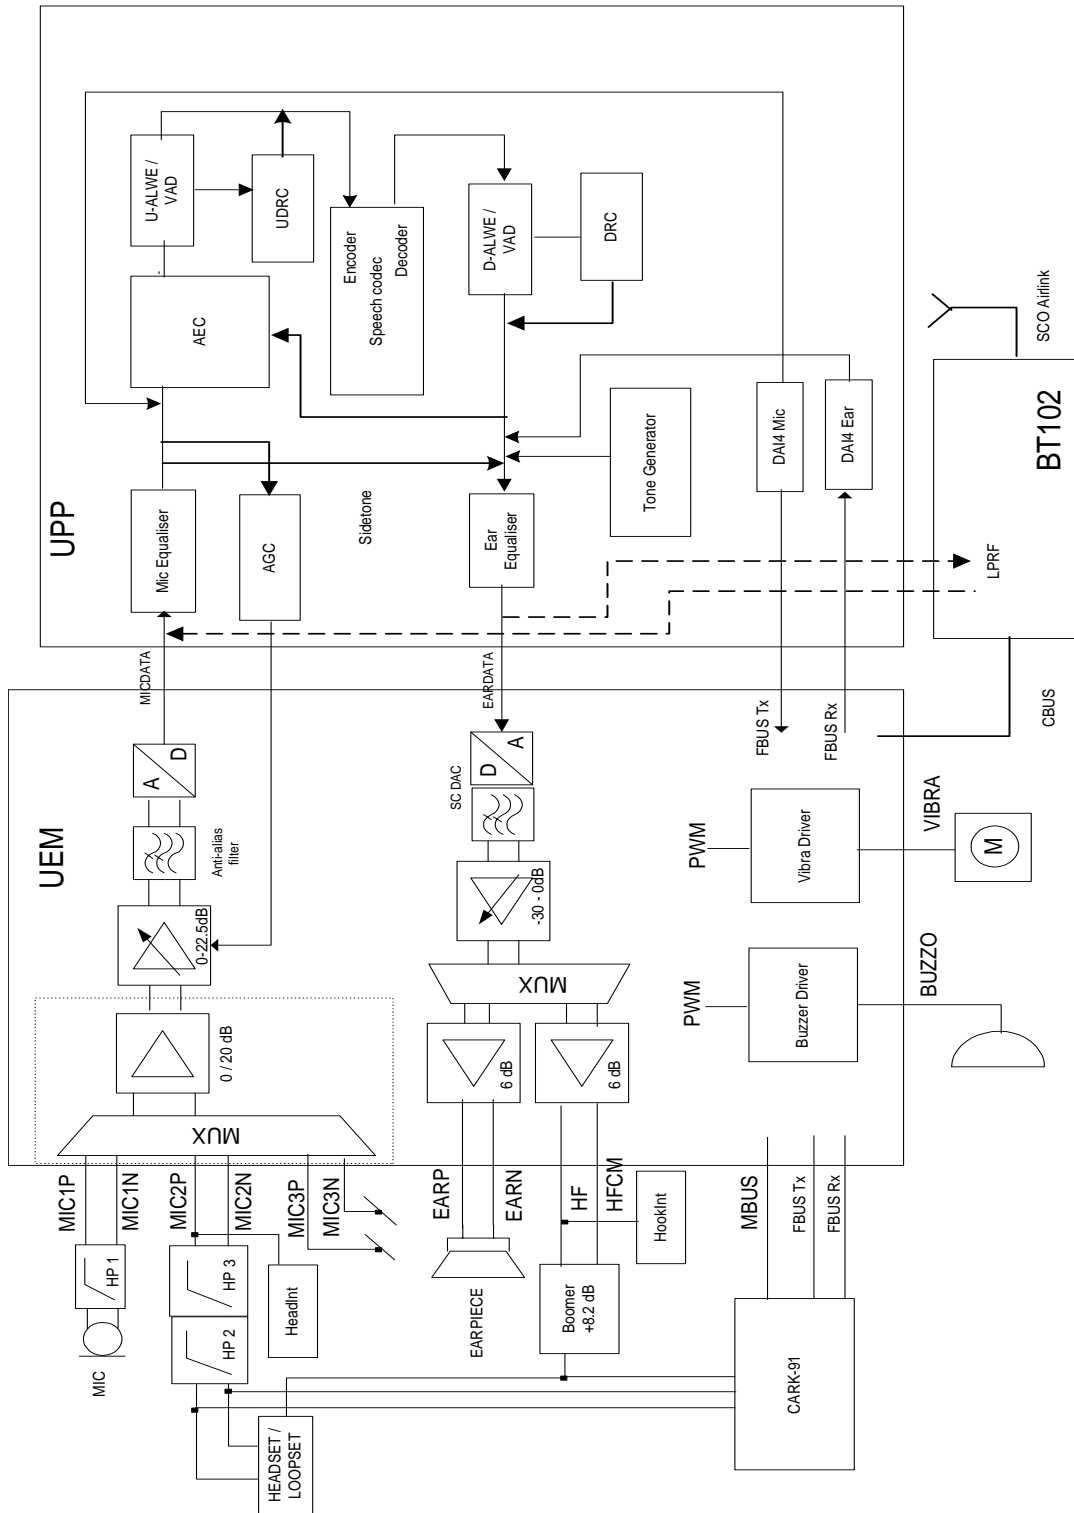 UPP
U-ALWE /
VAD
UDRC
AEC
Encoder
Speech codec
Decoder
D-ALWE /
VAD
DRC
Mic Equaliser
AGC
Sidetone
Ear
Equaliser
Tone Generator
DAI4 Mic
DAI4 Ear
SCO Airlink
BT102
LPRF
CBUS
MICDATA
EARDATA
FBUS Tx
FBUS Rx
UEM
A
D
Anti-alias
filter
0-22.5dB
0 / 20 dB
MUX
SC DAC
D
A
-30 - 0dB
MUX
6 dB
6 dB
PWM
Vibra Driver
VIBRA
M
PWM
Buzzer Driver
BUZZO
MIC1P
MIC1N
MIC2P
MIC2N
MIC3P
MIC3N
EARP
EARN
HF
HFCM
MBUS
FBUS Tx
FBUS Rx
HP 1
MIC
HP 3
HP 2
HeadInt
EARPIECE
Boomer
+8.2 dB
HookInt
HEADSET /
LOOPSET
CARK-91